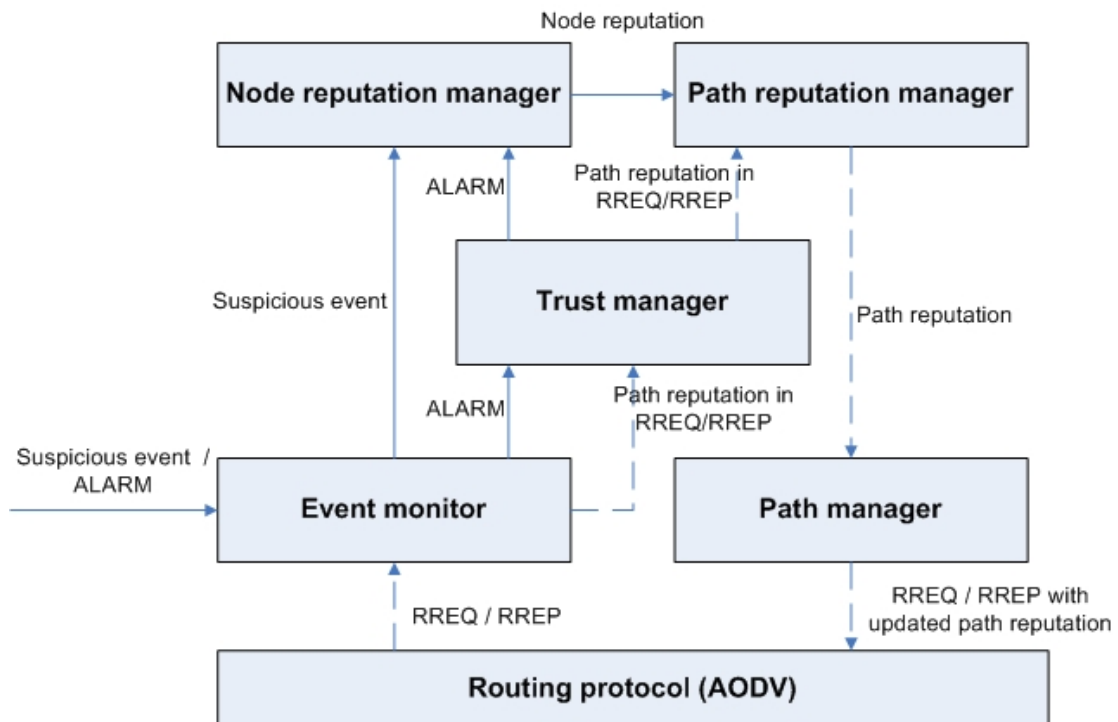 Node reputation
Node reputation manager
Path reputation manager
ALARM
Path reputation in
RREQ/RREP
Suspicious event
Trust manager
Path reputation
ALARM
Path reputation in
RREQ/RREP
Suspicious event /
ALARM
Event monitor
Path manager
RREQ / RREP
RREQ / RREP with
updated path reputation
Routing protocol (AODV)